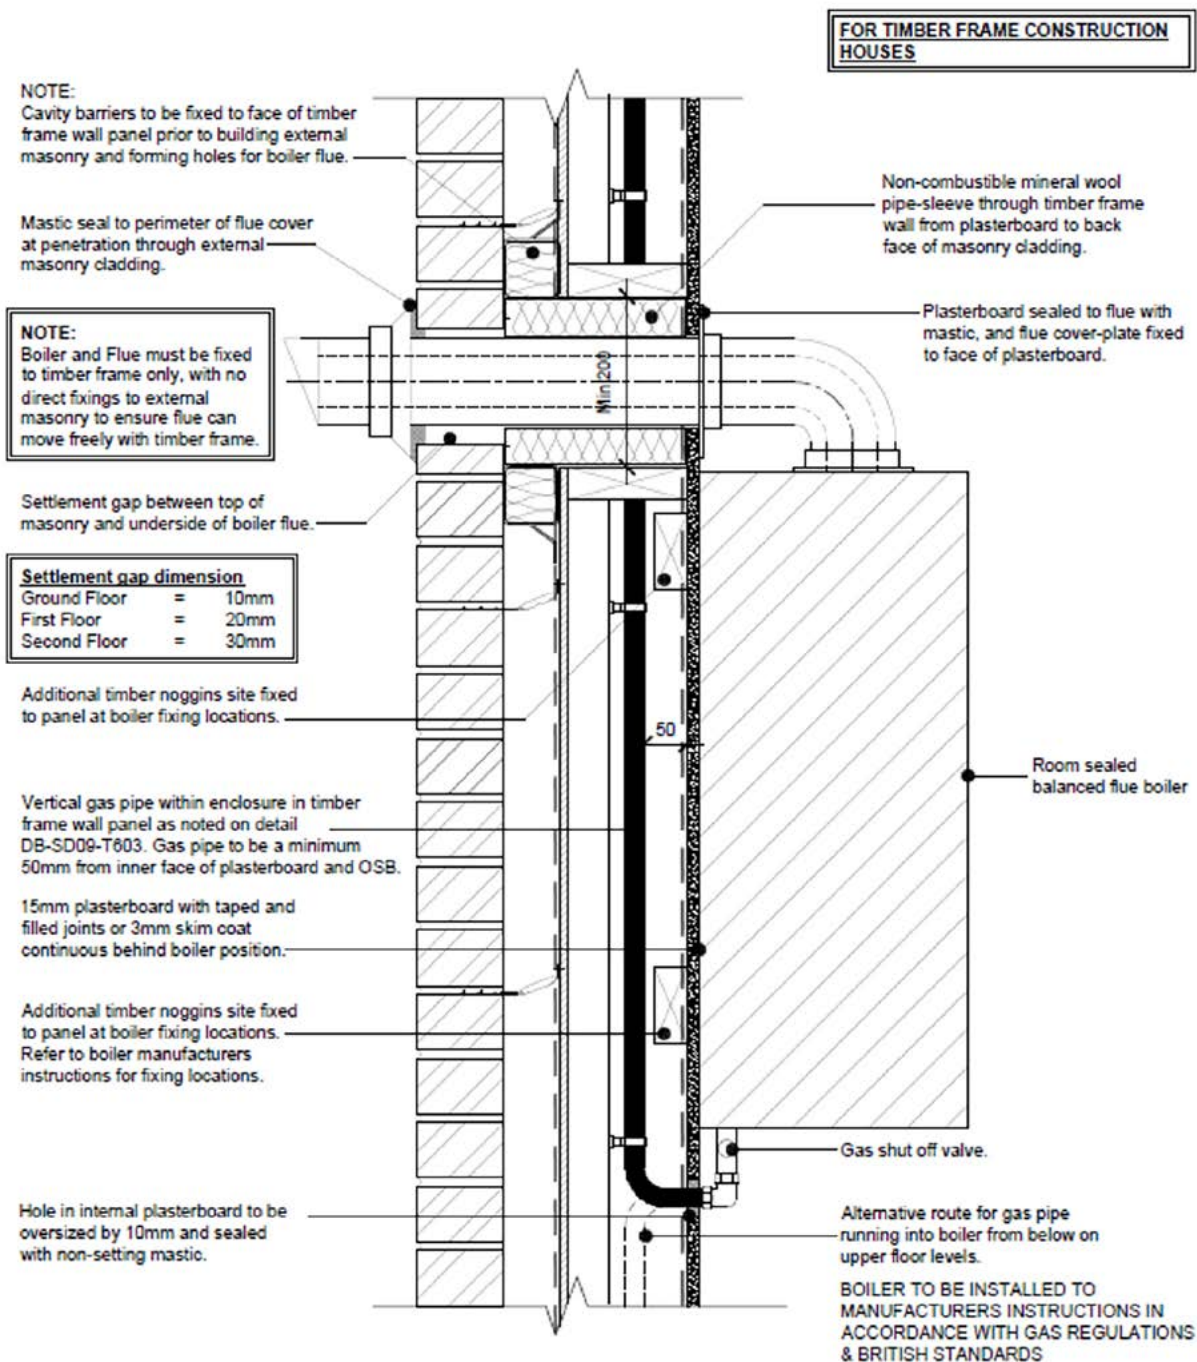 FOR TIMBER FRAME CONSTRUCTION
HOUSES
NOTE:
Cavity barriers to be fixed to face of timber
frame wall panel prior to building external
masonry and forming holes for boiler flue.
Mastic seal to perimeter of flue cover
at penetration through external
masonry cladding.
NOTE:
Boiler and Flue must be fixed
to timber frame only, with no
direct fixings to external
masonry to ensure flue can
move freely with timber frame.
Settlement gap between top of
masonry and underside of boiler flue.
Settlement gap dimension
Ground Floor = 10mm
First Floor = 20mm
Second Floor = 30mm
Additional timber noggins site fixed
to panel at boiler fixing locations.
Vertical gas pipe within enclosure in timber
frame wall panel as noted on detail
DB-SD09-T603. Gas pipe to be a minimum
50mm from inner face of plasterboard and OSB.
15mm plasterboard with taped and
filled joints or 3mm skim coat
continuous behind boiler position.
Additional timber noggins site fixed
to panel at boiler fixing locations.
Refer to boiler manufacturers
instructions for fixing locations.
Hole in internal plasterboard to be
oversized by 10mm and sealed
with non-setting mastic.
Min 200
50
Non-combustible mineral wool
pipe-sleeve through timber frame
wall from plasterboard to back
face of masonry cladding.
Plasterboard sealed to flue with
mastic, and flue cover-plate fixed
to face of plasterboard.
Room sealed
balanced flue boiler
Gas shut off valve.
Alternative route for gas pipe
running into boiler from below on
upper floor levels.
BOILER TO BE INSTALLED TO
MANUFACTURERS INSTRUCTIONS IN
ACCORDANCE WITH GAS REGULATIONS
& BRITISH STANDARDS